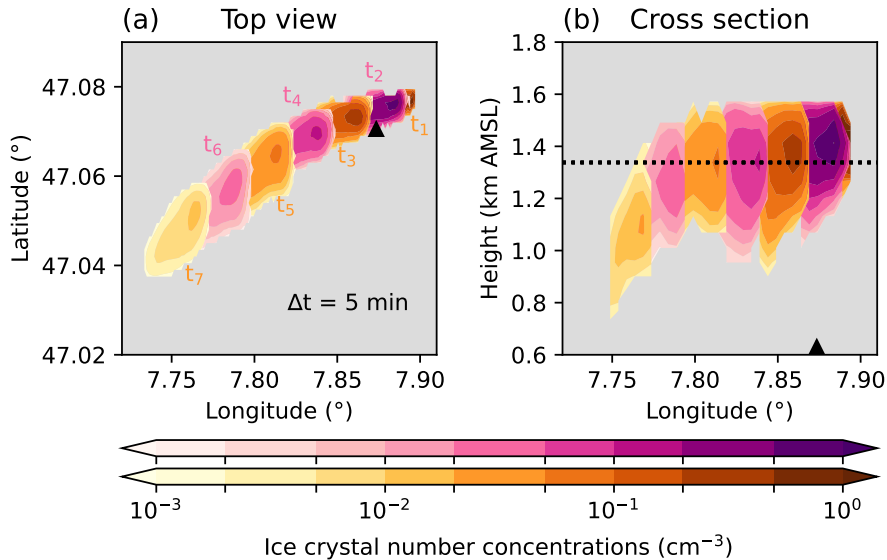 (a) Top view
(b) Cross section
Latitude (°)
47.08
47.06
47.04
47.02
t₁
t₂
t₃
t₄
t₅
t₆
t₇
Δt = 5 min
7.75 7.80 7.85 7.90
Longitude (°)
Height (km AMSL)
1.8
1.6
1.4
1.2
1.0
0.8
0.6
7.75 7.80 7.85 7.90
Longitude (°)
10⁻³ 10⁻² 10⁻¹ 10⁰
Ice crystal number concentrations (cm⁻³)